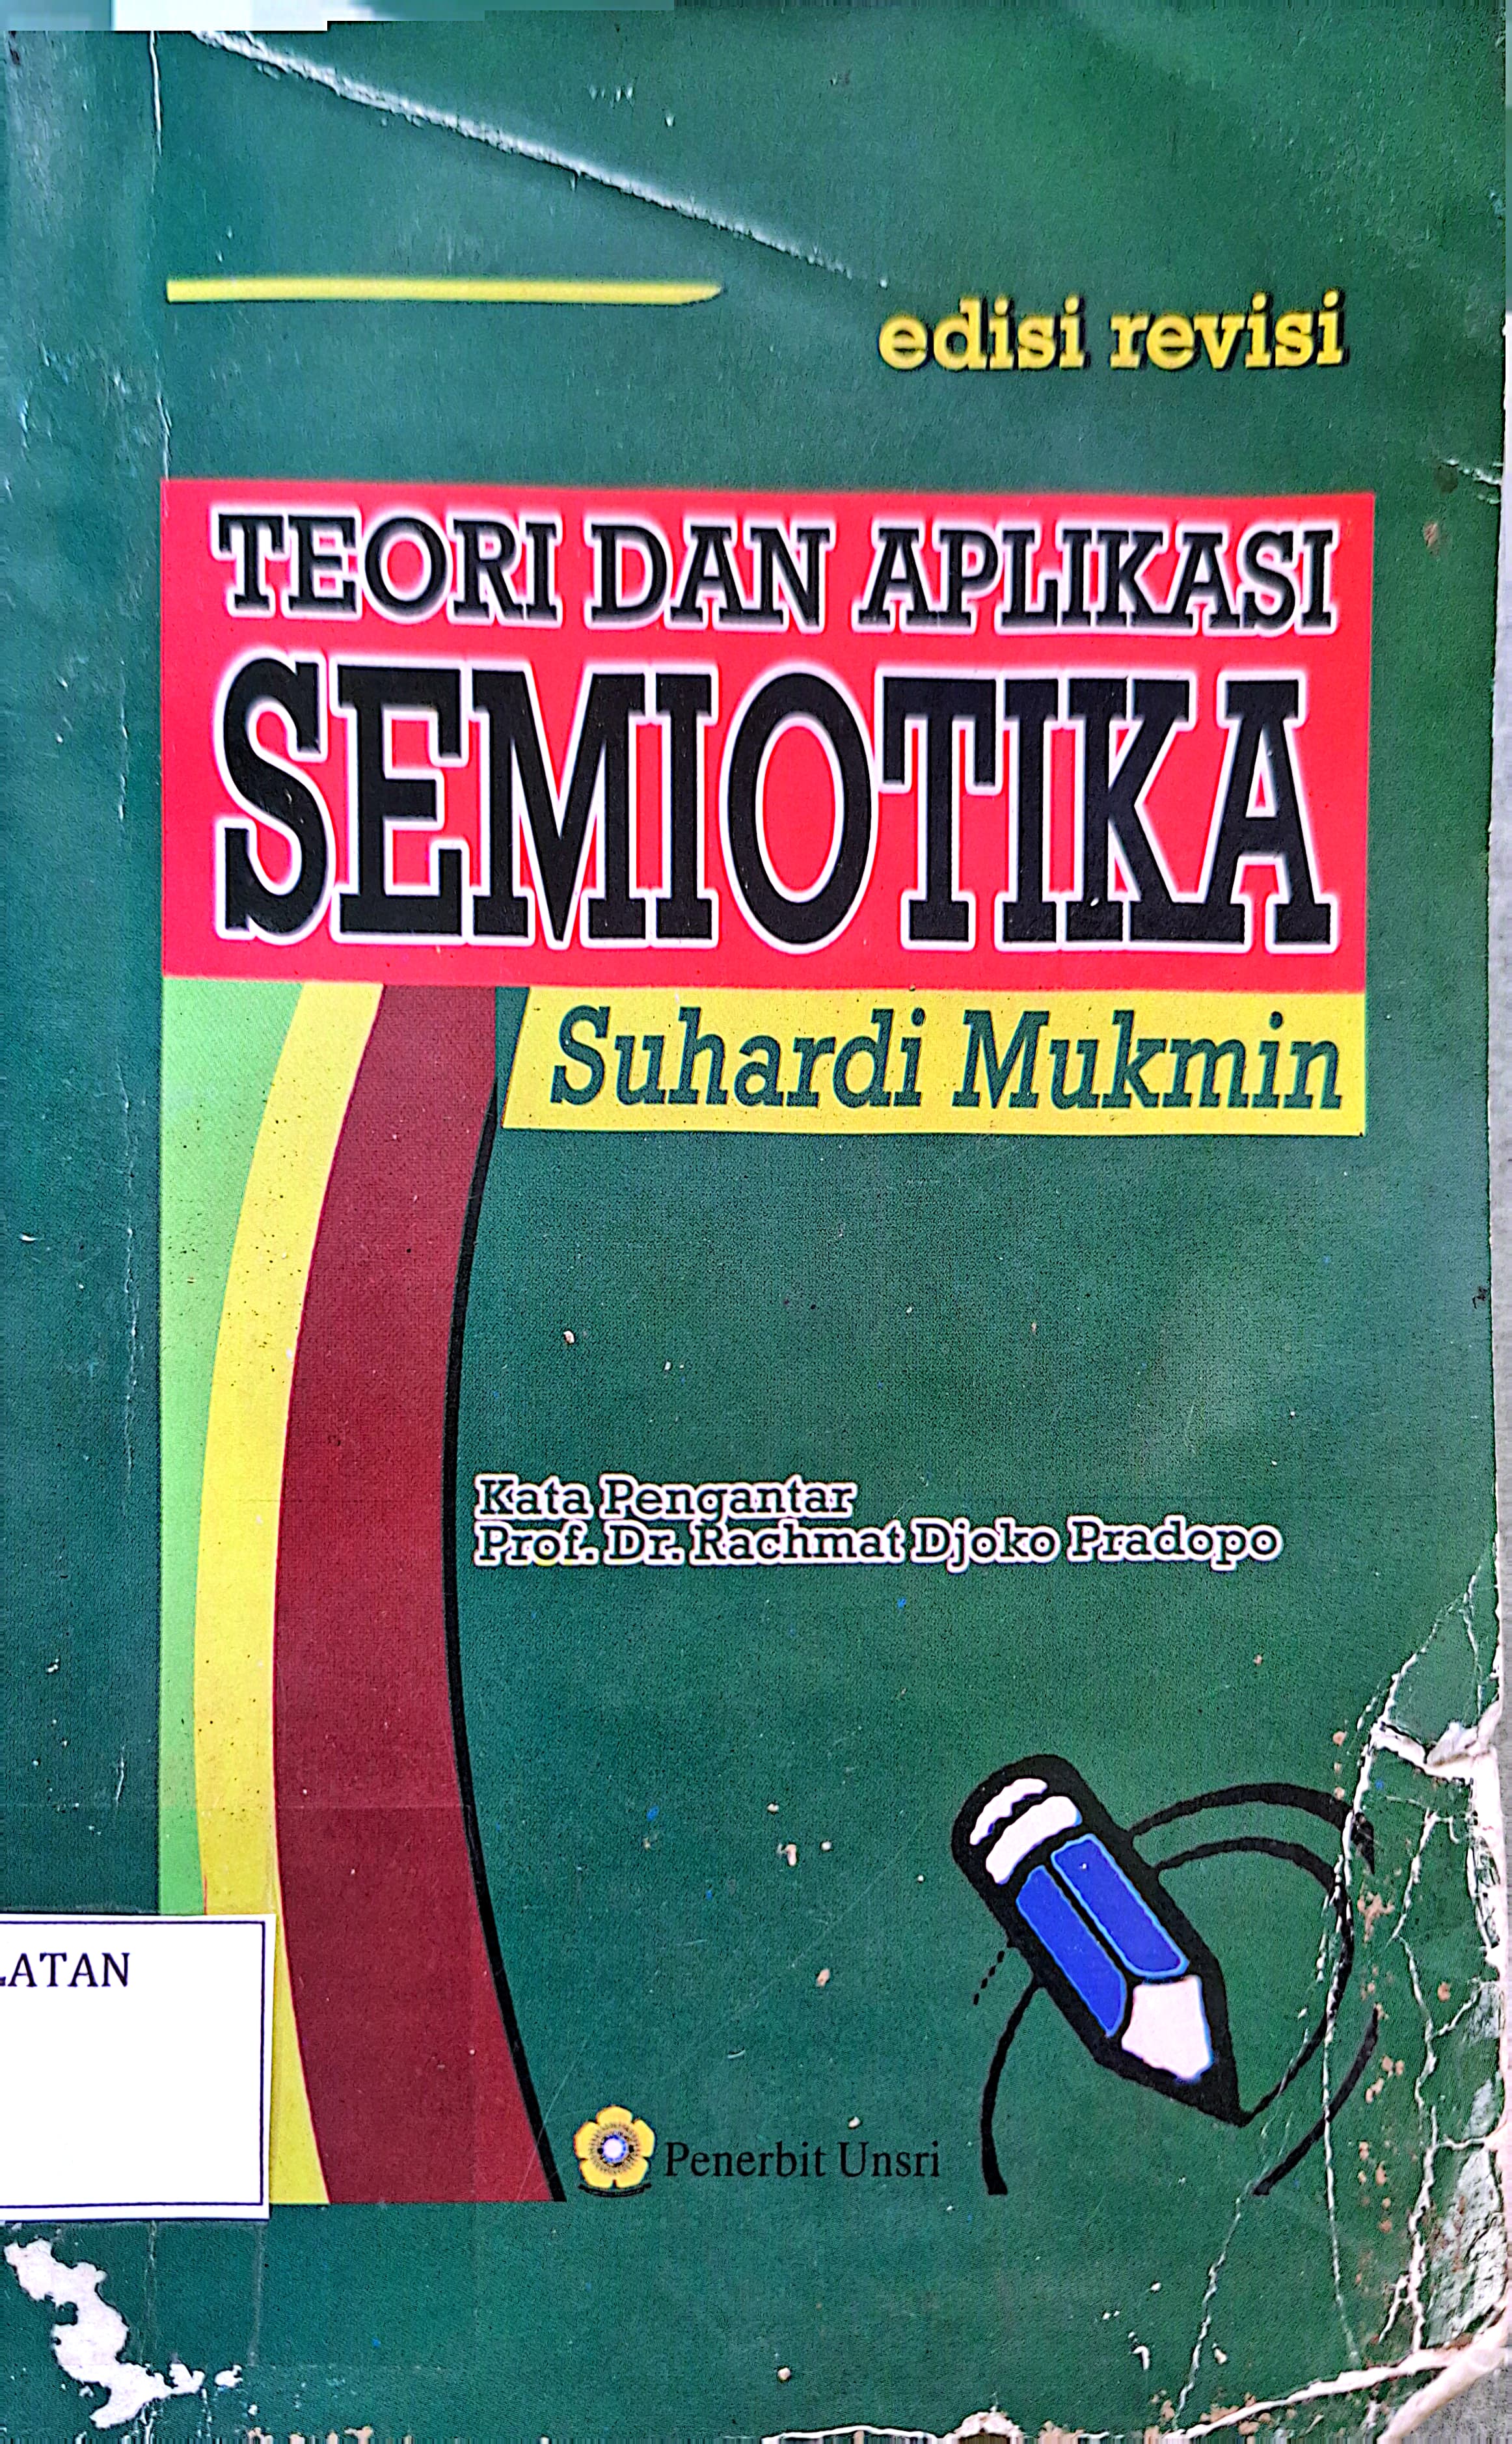 edisi revisi
TEORI DAN APLIKASI
SEMIOTIKA
Suhardi Mukmin
Kata Pengantar
Prof. Dr. Rachmat Djoko Pradopo
LATAN
Penerbit Unsri